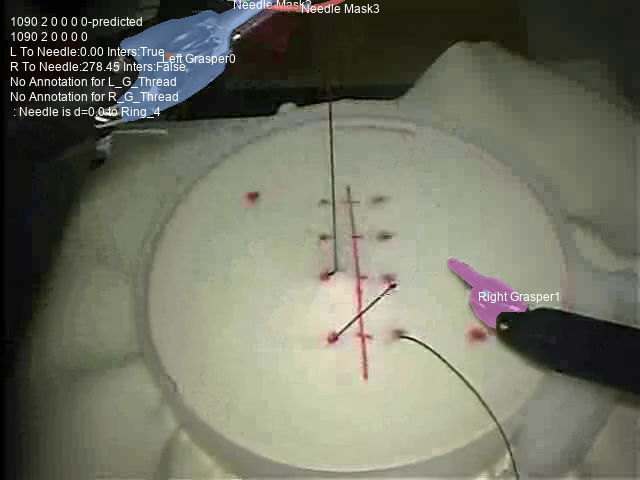 Needle Mask2
Needle Mask3
1090 2 0 0 0 0-predicted
1090 2 0 0 0 0
L To Needle:0.00 Inters:True
Left Grasper0
R To Needle:278.45 Inters:False
No Annotation for L_G_Thread
No Annotation for R_G_Thread
: Needle is d=0.0 to Ring_4
Right Grasper1